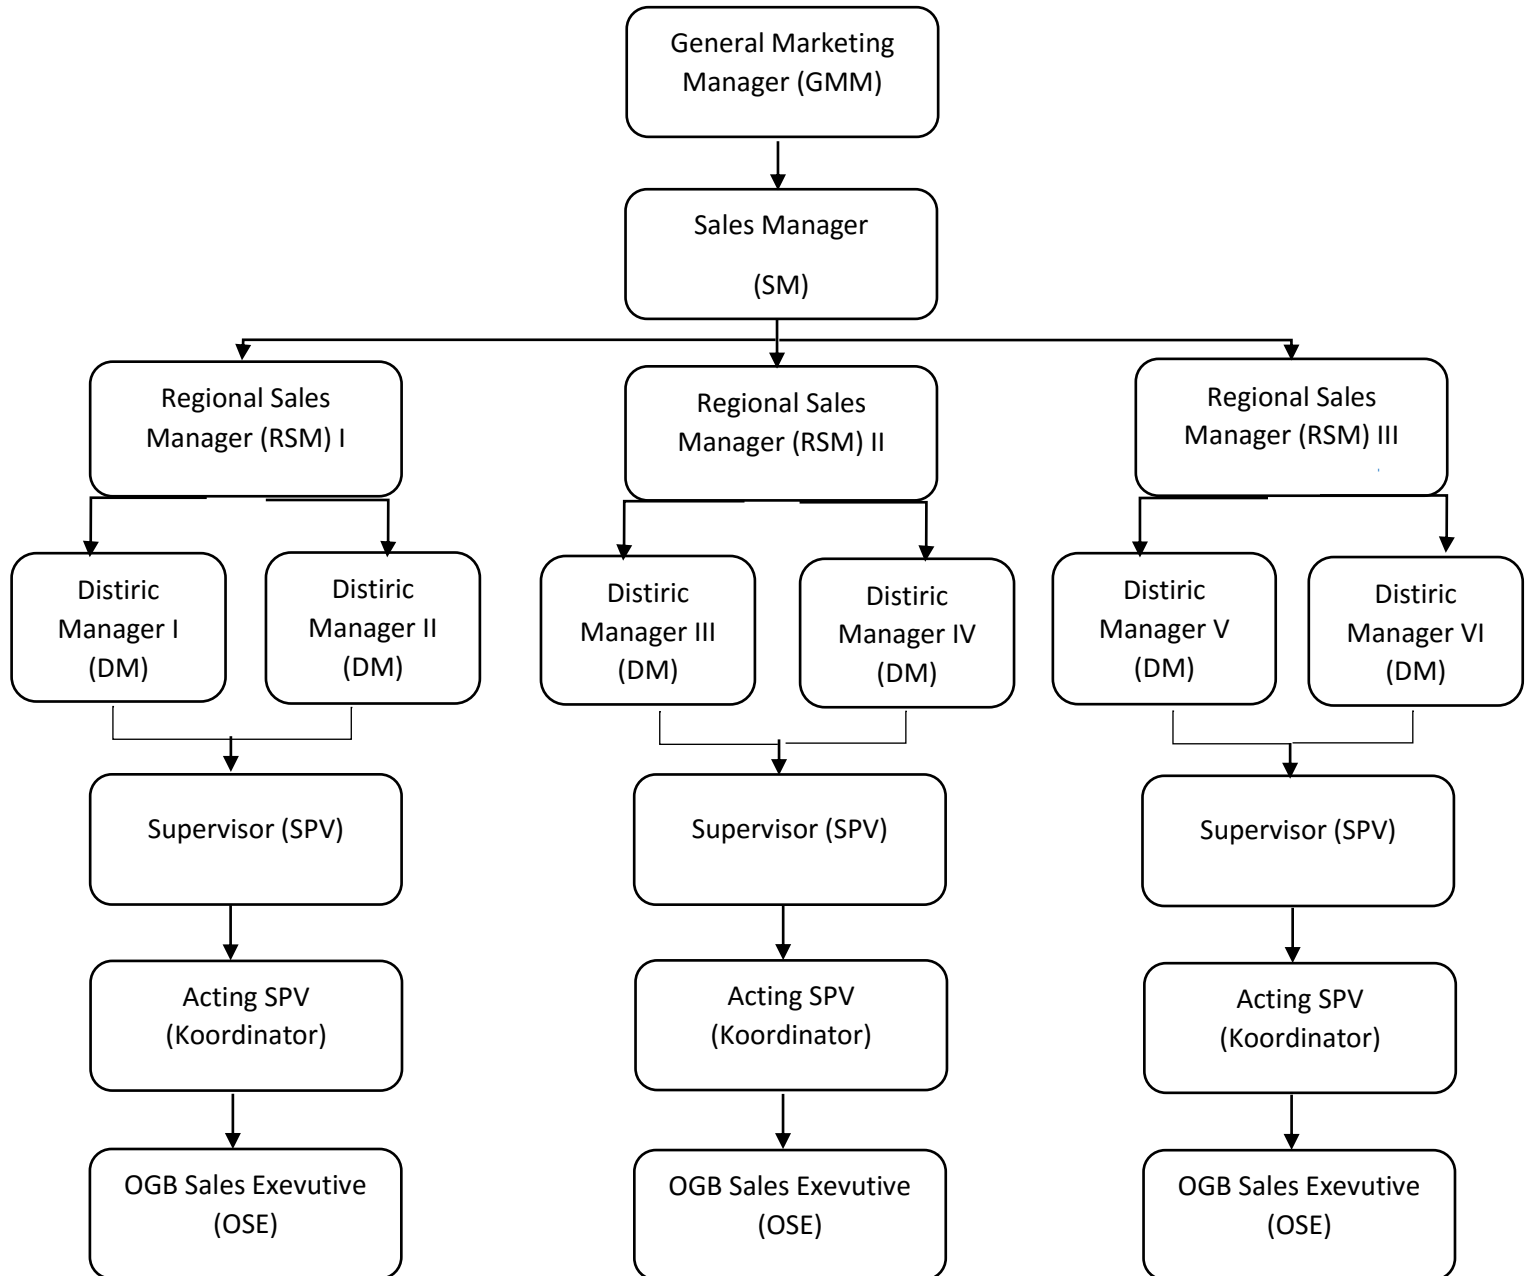 General Marketing
Manager (GMM)
Sales Manager
(SM)
Regional Sales
Manager (RSM) I
Regional Sales
Manager (RSM) II
Regional Sales
Manager (RSM) III
Distiric
Manager I
(DM)
Distiric
Manager II
(DM)
Distiric
Manager III
(DM)
Distiric
Manager IV
(DM)
Distiric
Manager V
(DM)
Distiric
Manager VI
(DM)
Supervisor (SPV)
Supervisor (SPV)
Supervisor (SPV)
Acting SPV
(Koordinator)
Acting SPV
(Koordinator)
Acting SPV
(Koordinator)
OGB Sales Exevutive
(OSE)
OGB Sales Exevutive
(OSE)
OGB Sales Exevutive
(OSE)